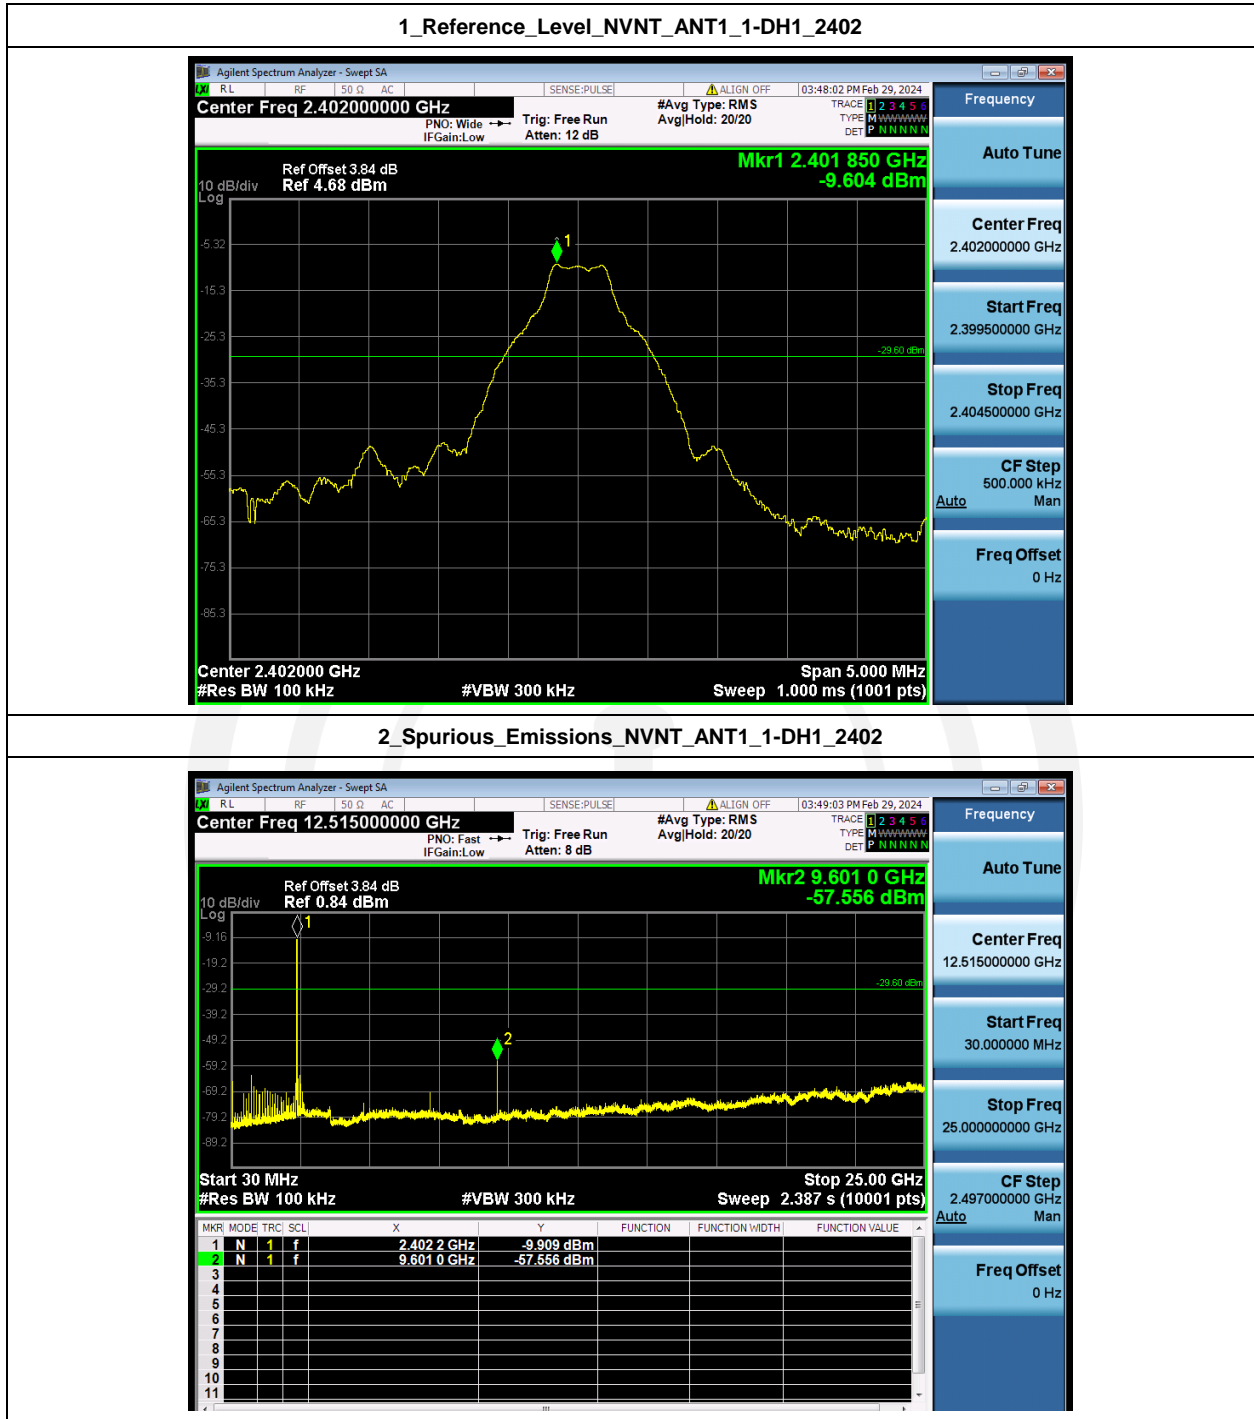 1_Reference_Level_NVNT_ANT1_1-DH1_2402
Agilent Spectrum Analyzer - Swept SA
LXI RL RF 50 Ω AC SENSE:PULSE ALIGN OFF 03:48:02 PM Feb 29, 2024
Center Freq 2.402000000 GHz
PNO: Wide
IFGain:Low
Trig: Free Run
Atten: 12 dB
#Avg Type: RMS
Avg|Hold: 20/20
TRACE 1 2 3 4 5 6
TYPE M WWWWW
DET P N N N N N
Mkr1 2.401 850 GHz
-9.604 dBm
Ref Offset 3.84 dB
10 dB/div Ref 4.68 dBm
Log
1
-5.32
-15.3
-25.3
-29.60 dBm
-35.3
-45.3
-55.3
-65.3
-75.3
-85.3
Center 2.402000 GHz Span 5.000 MHz
#Res BW 100 kHz #VBW 300 kHz Sweep 1.000 ms (1001 pts)
Frequency
Auto Tune
Center Freq
2.402000000 GHz
Start Freq
2.399500000 GHz
Stop Freq
2.404500000 GHz
CF Step
500.000 kHz
Auto Man
Freq Offset
0 Hz
2_Spurious_Emissions_NVNT_ANT1_1-DH1_2402
Agilent Spectrum Analyzer - Swept SA
LXI RL RF 50 Ω AC SENSE:PULSE ALIGN OFF 03:49:03 PM Feb 29, 2024
Center Freq 12.515000000 GHz
PNO: Fast
IFGain:Low
Trig: Free Run
Atten: 8 dB
#Avg Type: RMS
Avg|Hold: 20/20
TRACE 1 2 3 4 5 6
TYPE M WWWWW
DET P N N N N N
Mkr2 9.601 0 GHz
-57.556 dBm
Ref Offset 3.84 dB
10 dB/div Ref 0.84 dBm
Log
1
-9.16
-19.2
-29.2
-29.60 dBm
-39.2
-49.2
2
-59.2
-69.2
-79.2
-89.2
Start 30 MHz Stop 25.00 GHz
#Res BW 100 kHz #VBW 300 kHz Sweep 2.387 s (10001 pts)
MKR MODE TRC SCL X Y FUNCTION FUNCTION WIDTH FUNCTION VALUE
1 N 1 f 2.402 2 GHz -9.909 dBm
2 N 1 f 9.601 0 GHz -57.556 dBm
3
4
5
6
7
8
9
10
11
Frequency
Auto Tune
Center Freq
12.515000000 GHz
Start Freq
30.000000 MHz
Stop Freq
25.000000000 GHz
CF Step
2.497000000 GHz
Auto Man
Freq Offset
0 Hz